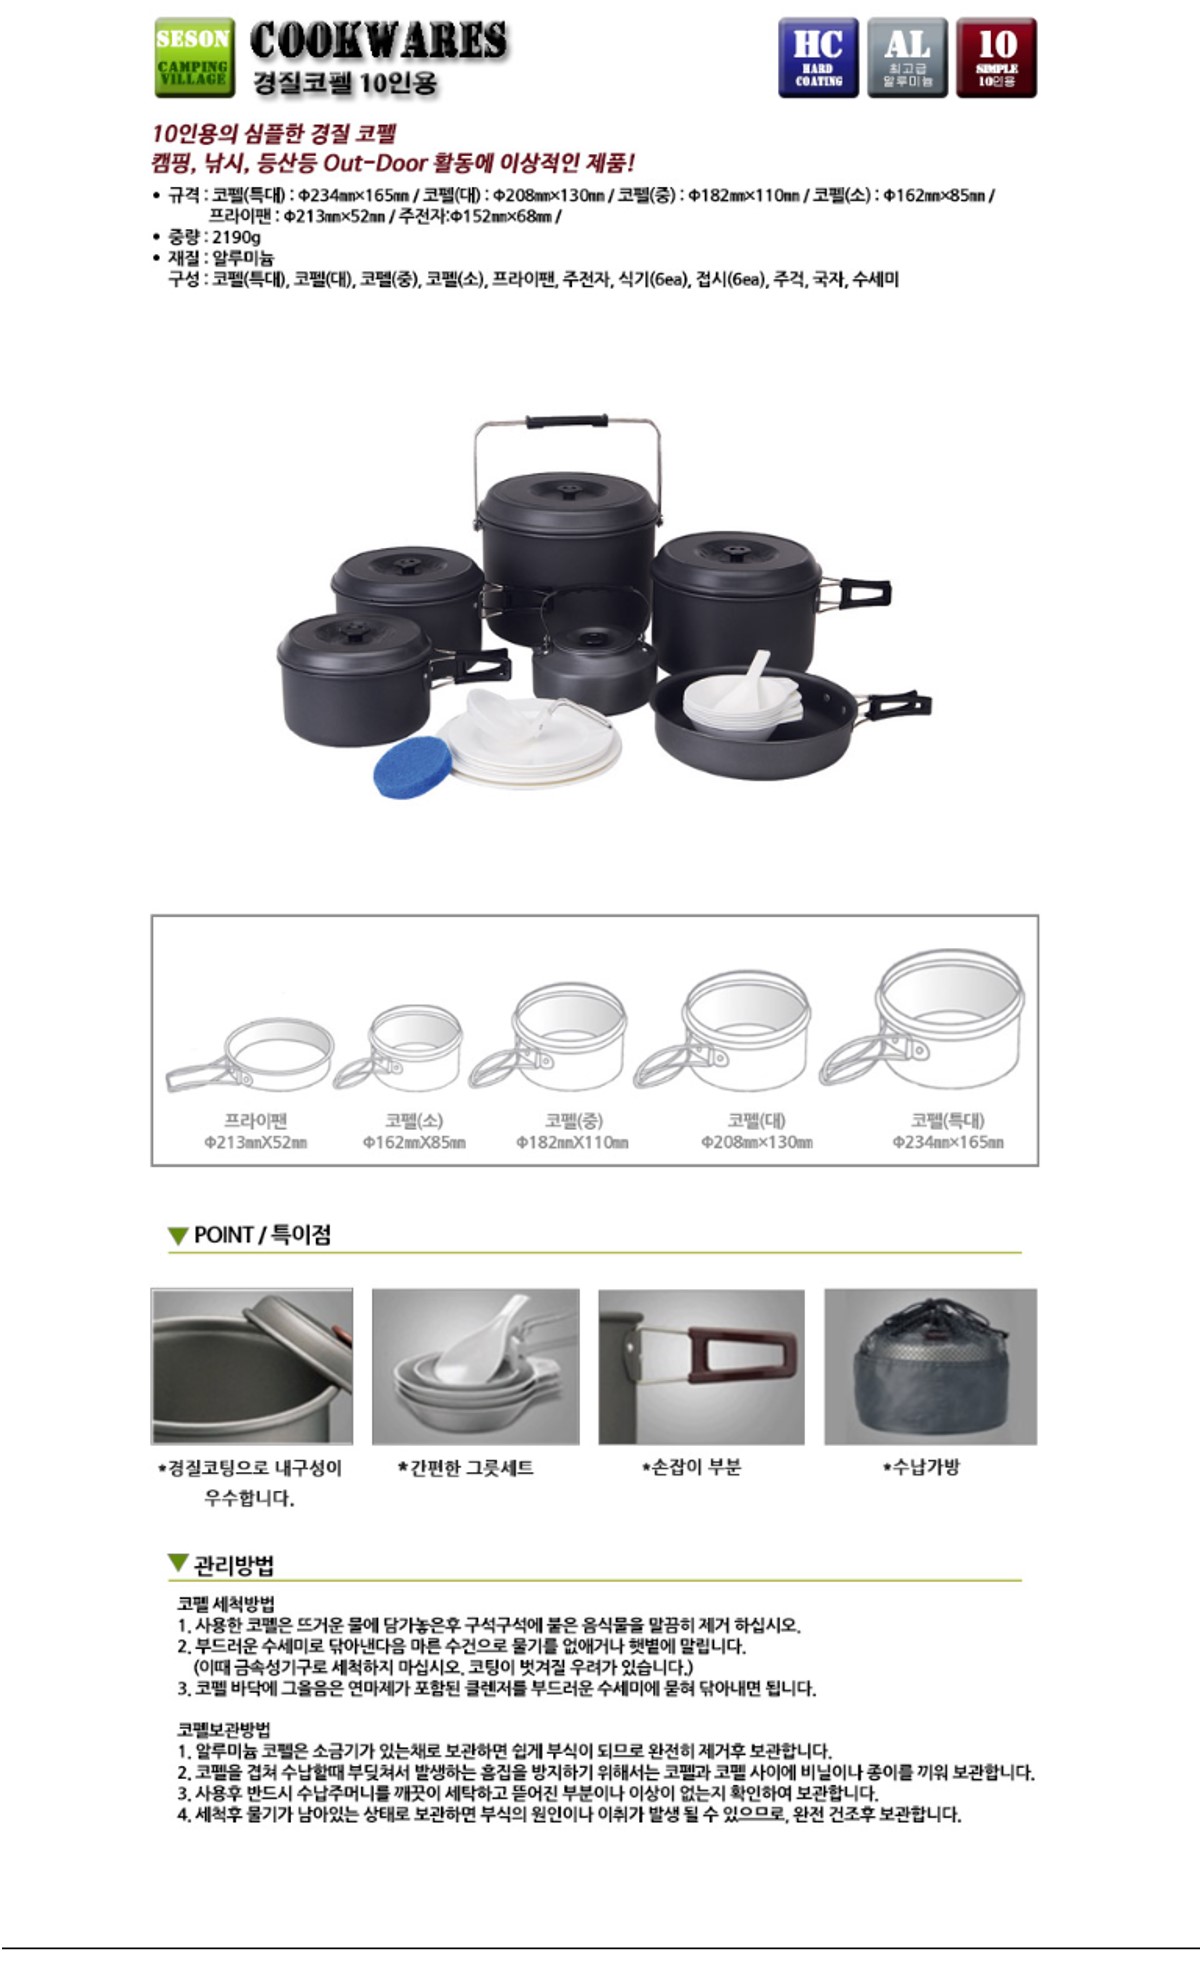 SESON
CAMPING
VILLAGE
COOKWARES
경질코펠 10인용
HC
HARD
COATING
AL
최고급
알루미늄
10
SIMPLE
10인용
10인용의 심플한 경질 코펠
캠핑, 낚시, 등산등 Out-Door 활동에 이상적인 제품!
• 규격 : 코펠(특대) : Φ234㎜×165㎜ / 코펠(대) : Φ208㎜×130㎜ / 코펠(중) : Φ182㎜×110㎜ / 코펠(소) : Φ162㎜×85㎜ /
프라이팬 : Φ213㎜×52㎜ / 주전자:Φ152㎜×68㎜ /
• 중량 : 2190g
• 재질 : 알루미늄
구성 : 코펠(특대), 코펠(대), 코펠(중), 코펠(소), 프라이팬, 주전자, 식기(6ea), 접시(6ea), 주걱, 국자, 수세미
프라이팬
Φ213㎜X52㎜
코펠(소)
Φ162㎜X85㎜
코펠(중)
Φ182㎜X110㎜
코펠(대)
Φ208㎜×130㎜
코펠(특대)
Φ234㎜×165㎜
▼ POINT / 특이점
*경질코팅으로 내구성이
우수합니다.
*간편한 그릇세트
*손잡이 부분
*수납가방
▼ 관리방법
코펠 세척방법
1. 사용한 코펠은 뜨거운 물에 담가놓은후 구석구석에 붙은 음식물을 말끔히 제거 하십시오.
2. 부드러운 수세미로 닦아낸다음 마른 수건으로 물기를 없애거나 햇볕에 말립니다.
(이때 금속성기구로 세척하지 마십시오. 코팅이 벗겨질 우려가 있습니다.)
3. 코펠 바닥에 그을음은 연마제가 포함된 클렌저를 부드러운 수세미에 묻혀 닦아내면 됩니다.
코펠보관방법
1. 알루미늄 코펠은 소금기가 있는채로 보관하면 쉽게 부식이 되므로 완전히 제거후 보관합니다.
2. 코펠을 겹쳐 수납할때 부딪쳐서 발생하는 흠집을 방지하기 위해서는 코펠과 코펠 사이에 비닐이나 종이를 끼워 보관합니다.
3. 사용후 반드시 수납주머니를 깨끗이 세탁하고 뜯어진 부분이나 이상이 없는지 확인하여 보관합니다.
4. 세척후 물기가 남아있는 상태로 보관하면 부식의 원인이나 이취가 발생 될 수 있으므로, 완전 건조후 보관합니다.